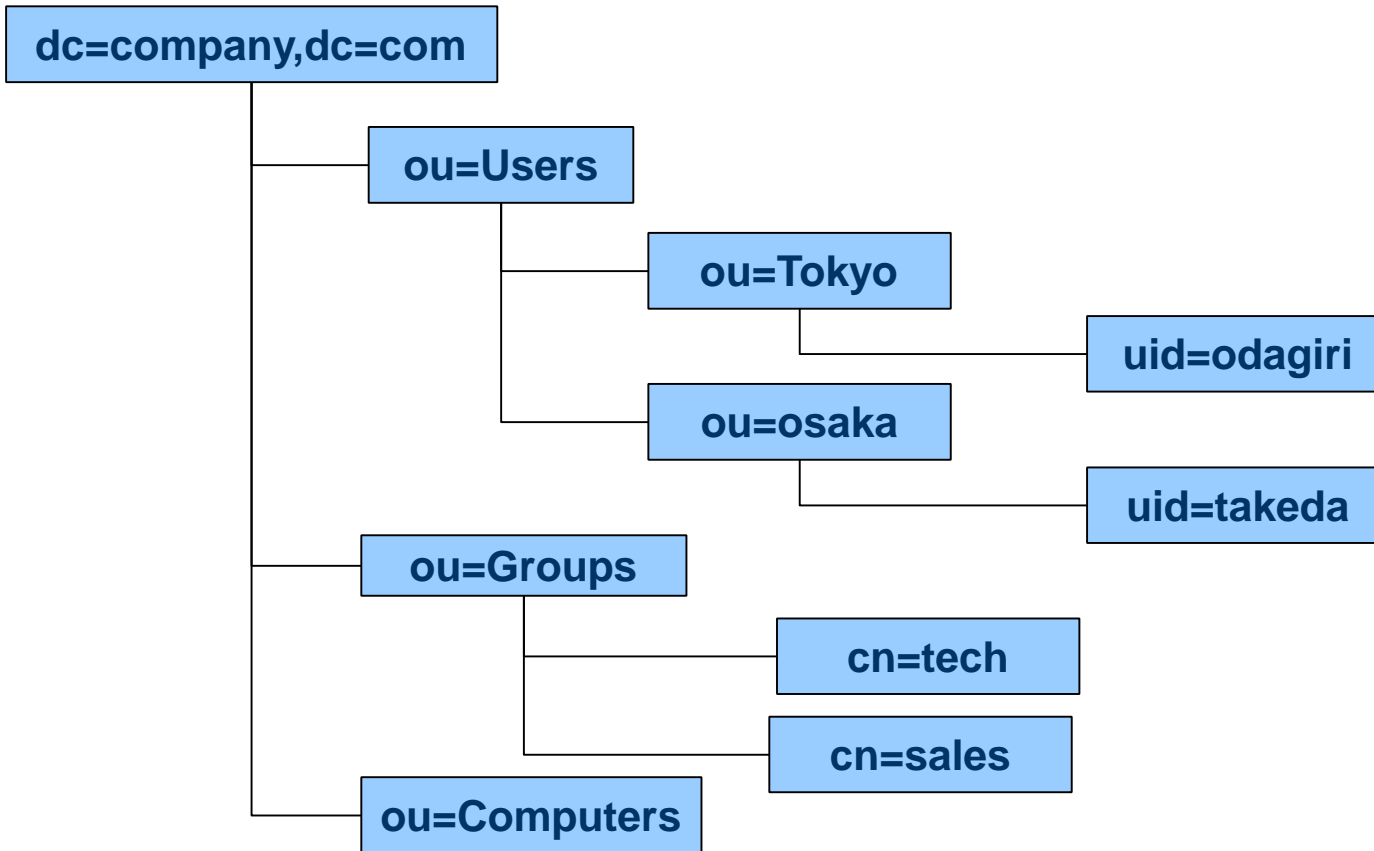 dc=company,dc=com
ou=Users
ou=Tokyo
uid=odagiri
ou=osaka
uid=takeda
ou=Groups
cn=tech
cn=sales
ou=Computers